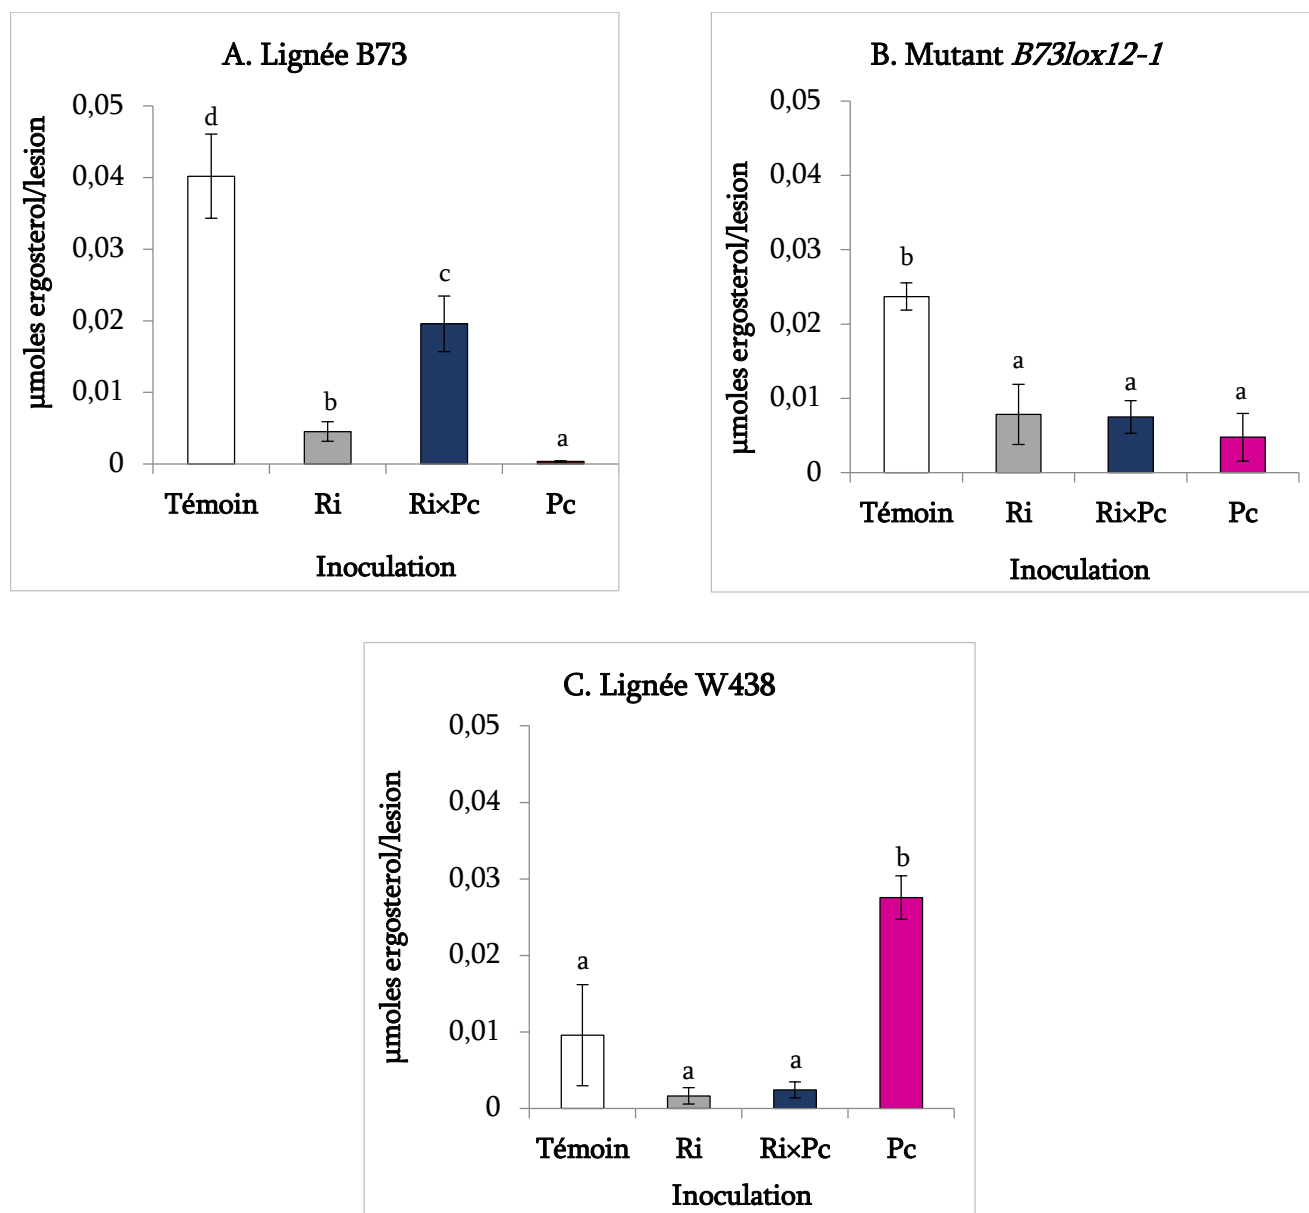 A. Lignée B73
µmoles ergosterol/lesion
0,05
0,04
0,03
0,02
0,01
0
d
b
c
a
Témoin Ri Ri×Pc Pc
Inoculation
B. Mutant B73lox12-1
µmoles ergosterol/lesion
0,05
0,04
0,03
0,02
0,01
0
b
a
a
a
Témoin Ri Ri×Pc Pc
Inoculation
C. Lignée W438
µmoles ergosterol/lesion
0,05
0,04
0,03
0,02
0,01
0
a
a
a
b
Témoin Ri Ri×Pc Pc
Inoculation